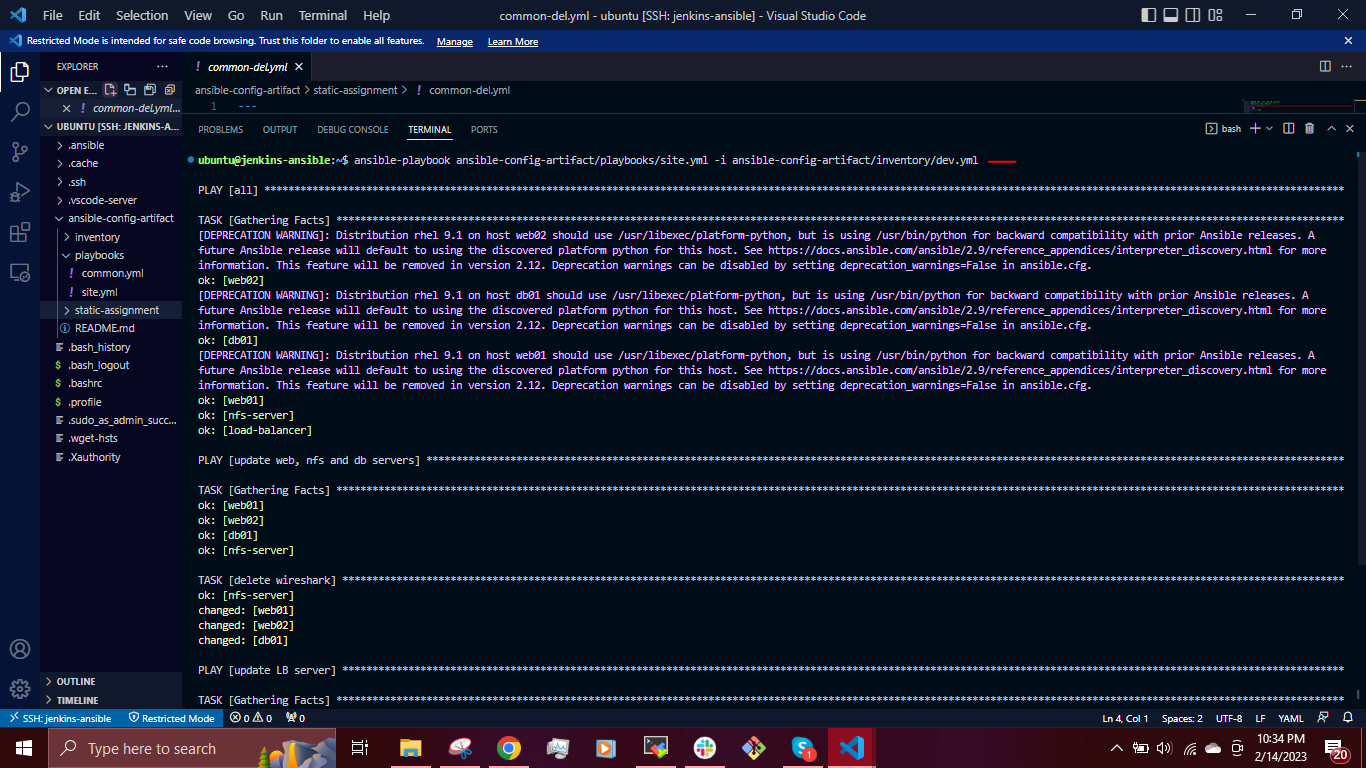 File Edit Selection View Go Run Terminal Help common-del.yml - ubuntu [SSH: jenkins-ansible] - Visual Studio Code
Restricted Mode is intended for safe code browsing. Trust this folder to enable all features. Manage Learn More
EXPLORER
OPEN E...
common-del.yml...
UBUNTU [SSH: JENKINS-A...
.ansible
.cache
.ssh
.vscode-server
ansible-config-artifact
inventory
playbooks
! common.yml
! site.yml
static-assignment
README.md
.bash_history
$ .bash_logout
$ .bashrc
$ .profile
.sudo_as_admin_succ...
.wget-hsts
.Xauthority
OUTLINE
TIMELINE
! common-del.yml
ansible-config-artifact > static-assignment > ! common-del.yml
1 ---
PROBLEMS OUTPUT DEBUG CONSOLE TERMINAL PORTS bash
ubuntu@jenkins-ansible:~$ ansible-playbook ansible-config-artifact/playbooks/site.yml -i ansible-config-artifact/inventory/dev.yml
PLAY [all] ************************************************************************************************************************************************************************************
TASK [Gathering Facts] ************************************************************************************************************************************************************************
[DEPRECATION WARNING]: Distribution rhel 9.1 on host web02 should use /usr/libexec/platform-python, but is using /usr/bin/python for backward compatibility with prior Ansible releases. A
future Ansible release will default to using the discovered platform python for this host. See https://docs.ansible.com/ansible/2.9/reference_appendices/interpreter_discovery.html for more
information. This feature will be removed in version 2.12. Deprecation warnings can be disabled by setting deprecation_warnings=False in ansible.cfg.
ok: [web02]
[DEPRECATION WARNING]: Distribution rhel 9.1 on host db01 should use /usr/libexec/platform-python, but is using /usr/bin/python for backward compatibility with prior Ansible releases. A
future Ansible release will default to using the discovered platform python for this host. See https://docs.ansible.com/ansible/2.9/reference_appendices/interpreter_discovery.html for more
information. This feature will be removed in version 2.12. Deprecation warnings can be disabled by setting deprecation_warnings=False in ansible.cfg.
ok: [db01]
[DEPRECATION WARNING]: Distribution rhel 9.1 on host web01 should use /usr/libexec/platform-python, but is using /usr/bin/python for backward compatibility with prior Ansible releases. A
future Ansible release will default to using the discovered platform python for this host. See https://docs.ansible.com/ansible/2.9/reference_appendices/interpreter_discovery.html for more
information. This feature will be removed in version 2.12. Deprecation warnings can be disabled by setting deprecation_warnings=False in ansible.cfg.
ok: [web01]
ok: [nfs-server]
ok: [load-balancer]
PLAY [update web, nfs and db servers] *********************************************************************************************************************************************************
TASK [Gathering Facts] ************************************************************************************************************************************************************************
ok: [web01]
ok: [web02]
ok: [db01]
ok: [nfs-server]
TASK [delete wireshark] ***********************************************************************************************************************************************************************
ok: [nfs-server]
changed: [web01]
changed: [web02]
changed: [db01]
PLAY [update LB server] ***********************************************************************************************************************************************************************
TASK [Gathering Facts] ************************************************************************************************************************************************************************
SSH: jenkins-ansible Restricted Mode 0 0 0 Ln 4, Col 1 Spaces: 2 UTF-8 LF YAML
Type here to search
1
10:34 PM
2/14/2023
20